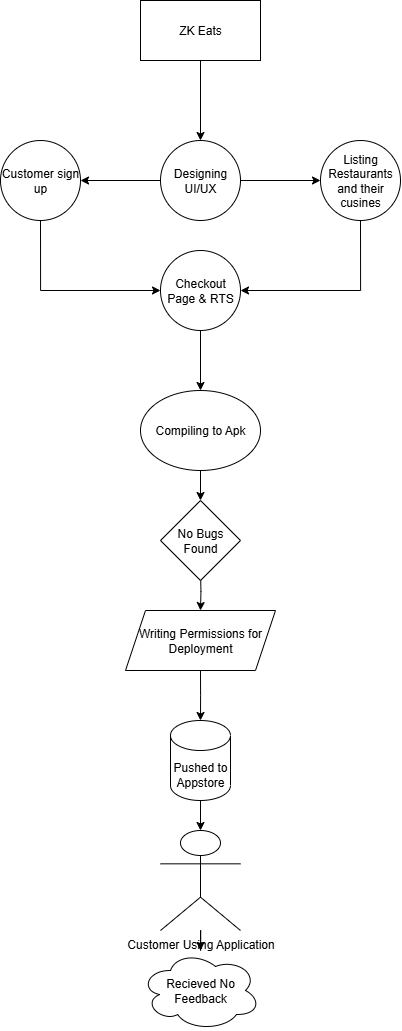 ZK Eats
Customer sign
up
Designing
UI/UX
Listing
Restaurants
and their
cusines
Checkout
Page & RTS
Compiling to Apk
No Bugs
Found
Writing Permissions for
Deployment
Pushed to
Appstore
Customer Using Application
Recieved No
Feedback